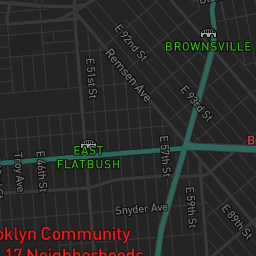 E 92nd St
BROWNSVILLE
E 51st St
Remsen Ave
E 93rd St
EAST
FLATBUSH
Troy Ave
E 46th St
E 57th St
E 59th St
E 89th St
Snyder Ave
oklyn Community
17 Neighborhoods